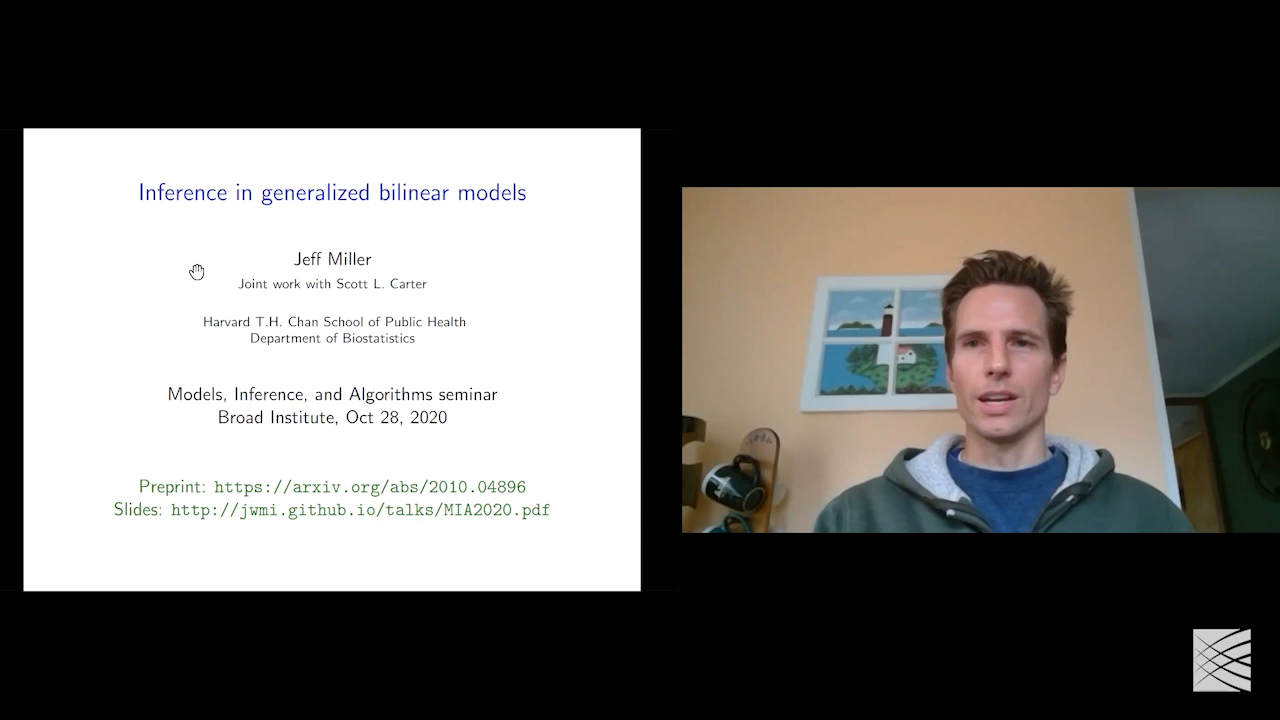 Inference in generalized bilinear models
Jeff Miller
Joint work with Scott L. Carter
Harvard T.H. Chan School of Public Health
Department of Biostatistics
Models, Inference, and Algorithms seminar
Broad Institute, Oct 28, 2020
Preprint: https://arxiv.org/abs/2010.04896
Slides: http://jwmi.github.io/talks/MIA2020.pdf